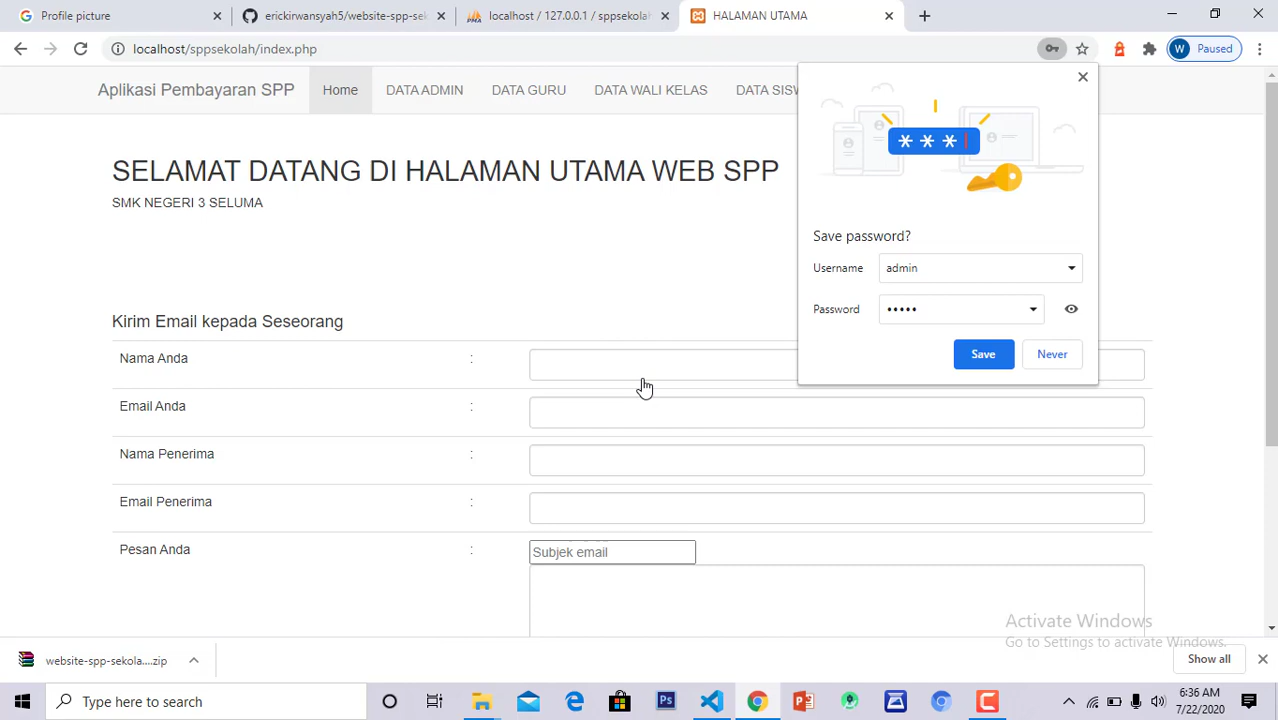 Profile picture
erickirwansyah5/website-spp-sek
localhost / 127.0.0.1 / sppsekolah
HALAMAN UTAMA
localhost/sppsekolah/index.php
W Paused
Aplikasi Pembayaran SPP
Home
DATA ADMIN
DATA GURU
DATA WALI KELAS
DATA SISW
SELAMAT DATANG DI HALAMAN UTAMA WEB SPP
SMK NEGERI 3 SELUMA
* * *
Save password?
Username
admin
Password
•••••
Save
Never
Kirim Email kepada Seseorang
Nama Anda :
Email Anda :
Nama Penerima :
Email Penerima :
Pesan Anda :
Subjek email
Activate Windows
Go to Settings to activate Windows.
website-spp-sekola....zip
Show all
Type here to search
Ps
6:36 AM
7/22/2020